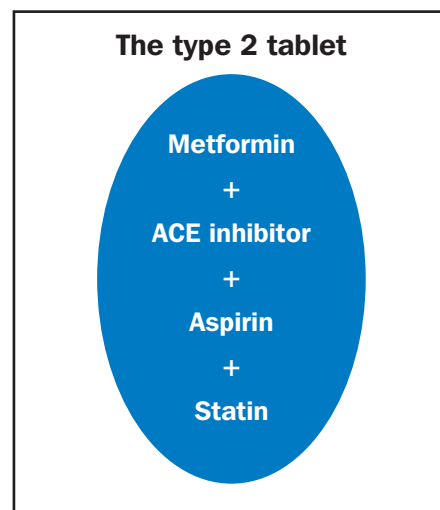 The type 2 tablet
Metformin
+
ACE inhibitor
+
Aspirin
+
Statin